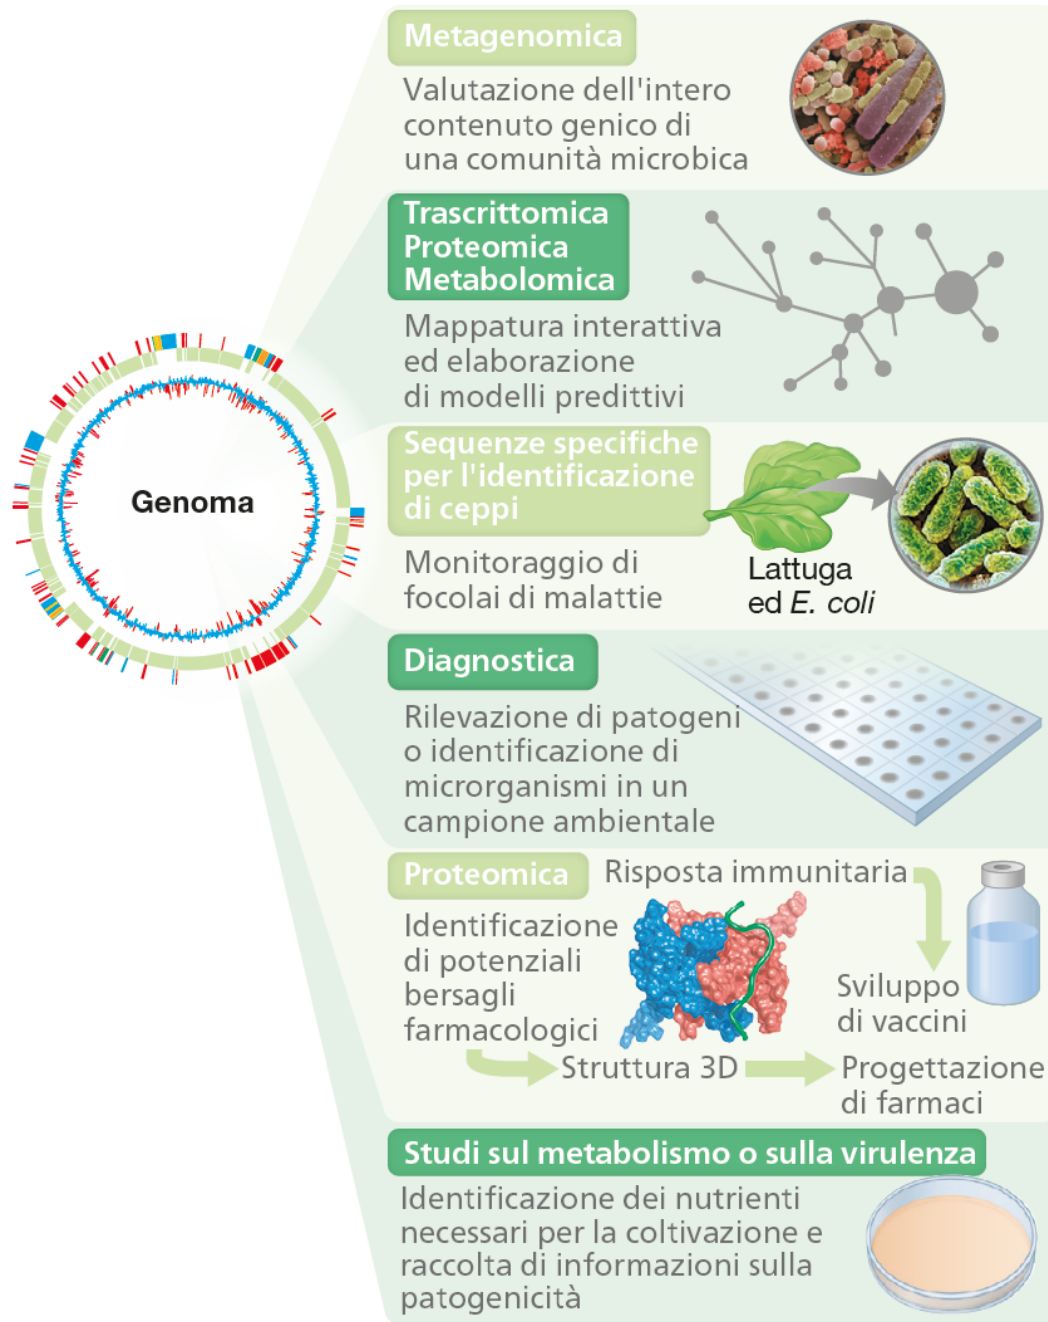 Metagenomica
Valutazione dell'intero
contenuto genico di
una comunità microbica
Trascrittomica
Proteomica
Metabolomica
Mappatura interattiva
ed elaborazione
di modelli predittivi
Genoma
Sequenze specifiche
per l'identificazione
di ceppi
Monitoraggio di
focolai di malattie
Lattuga
ed E. coli
Diagnostica
Rilevazione di patogeni
o identificazione di
microrganismi in un
campione ambientale
Proteomica
Risposta immunitaria
Identificazione
di potenziali
bersagli
farmacologici
Sviluppo
di vaccini
Struttura 3D
Progettazione
di farmaci
Studi sul metabolismo o sulla virulenza
Identificazione dei nutrienti
necessari per la coltivazione e
raccolta di informazioni sulla
patogenicità